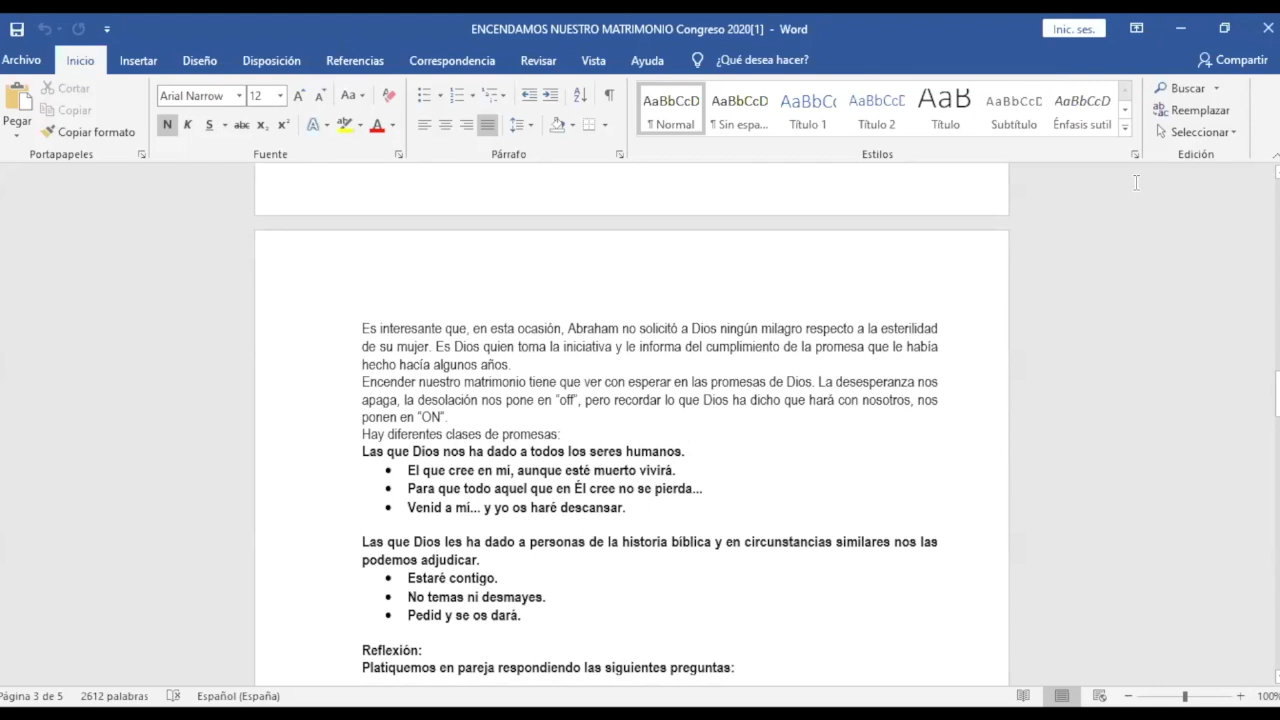 ENCENDAMOS NUESTRO MATRIMONIO Congreso 2020[1] - Word
Inic. ses.
Archivo Inicio Insertar Diseño Disposición Referencias Correspondencia Revisar Vista Ayuda ¿Qué desea hacer? Compartir
Pegar
Cortar
Copiar
Copiar formato
Portapapeles
Arial Narrow 12
N K S abc x₂ x²
Fuente
Párrafo
AaBbCcD AaBbCcD AaBbCc AaBbCcD AaB AaBbCcD AaBbCcD
¶ Normal ¶ Sin espa... Título 1 Título 2 Título Subtítulo Énfasis sutil
Estilos
Buscar
Reemplazar
Seleccionar
Edición
Es interesante que, en esta ocasión, Abraham no solicitó a Dios ningún milagro respecto a la esterilidad
de su mujer. Es Dios quien toma la iniciativa y le informa del cumplimiento de la promesa que le había
hecho hacía algunos años.
Encender nuestro matrimonio tiene que ver con esperar en las promesas de Dios. La desesperanza nos
apaga, la desolación nos pone en “off”, pero recordar lo que Dios ha dicho que hará con nosotros, nos
ponen en “ON”.
Hay diferentes clases de promesas:
Las que Dios nos ha dado a todos los seres humanos.
• El que cree en mi, aunque esté muerto vivirá.
• Para que todo aquel que en Él cree no se pierda...
• Venid a mí... y yo os haré descansar.
Las que Dios les ha dado a personas de la historia bíblica y en circunstancias similares nos las
podemos adjudicar.
• Estaré contigo.
• No temas ni desmayes.
• Pedid y se os dará.
Reflexión:
Platiquemos en pareja respondiendo las siguientes preguntas:
Página 3 de 5 2612 palabras Español (España) 100%